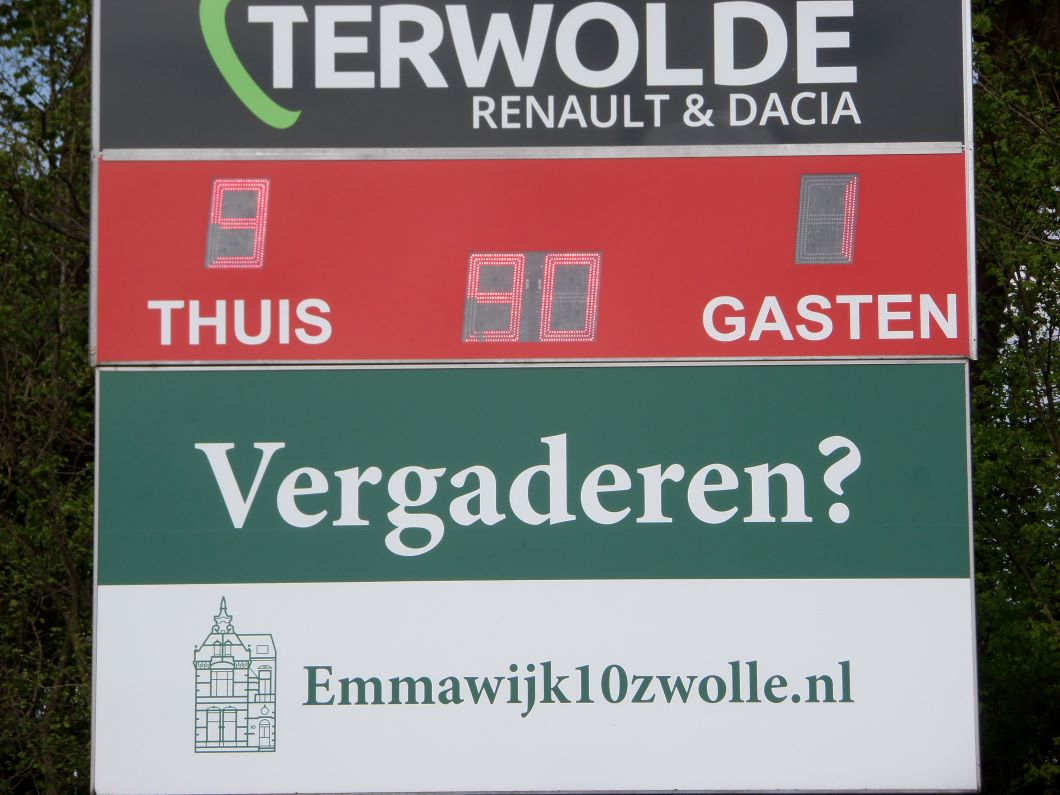 TERWOLDE
RENAULT & DACIA
9 1
THUIS 90 GASTEN
Vergaderen?
Emmawijk10zwolle.nl